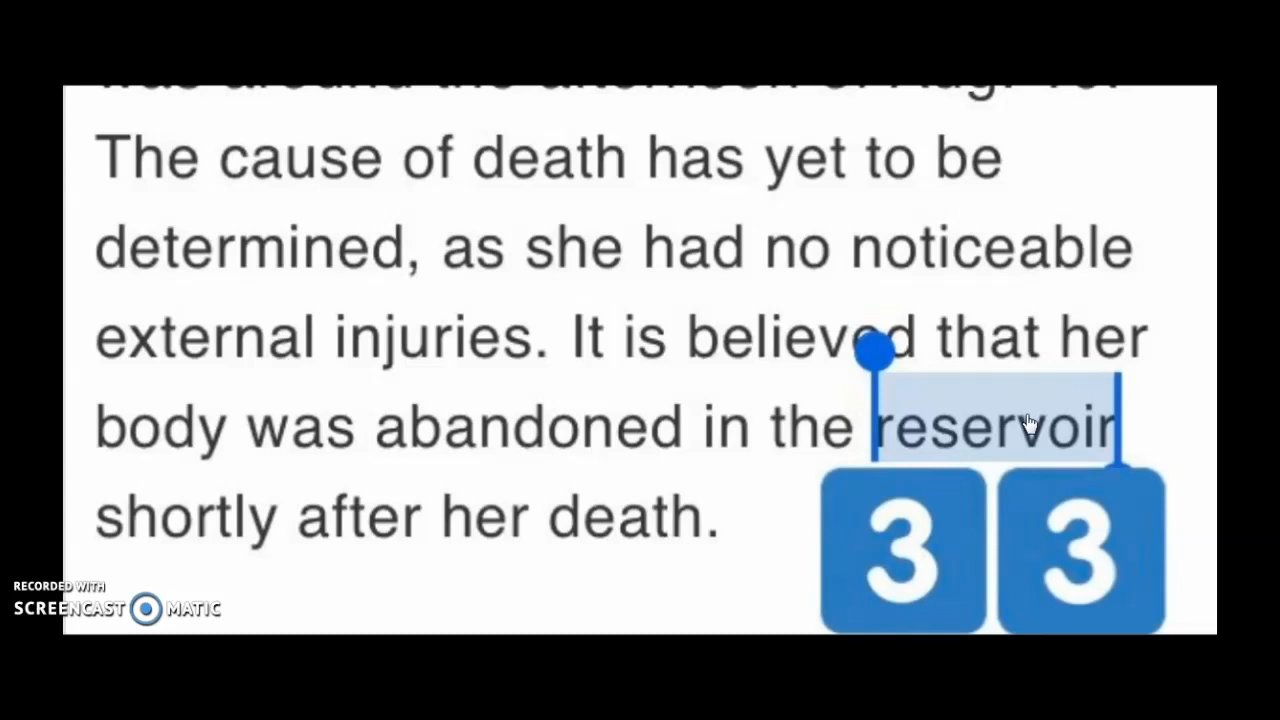 The cause of death has yet to be
determined, as she had no noticeable
external injuries. It is believed that her
body was abandoned in the reservoir
shortly after her death.
3 3
RECORDED WITH
SCREENCAST MATIC